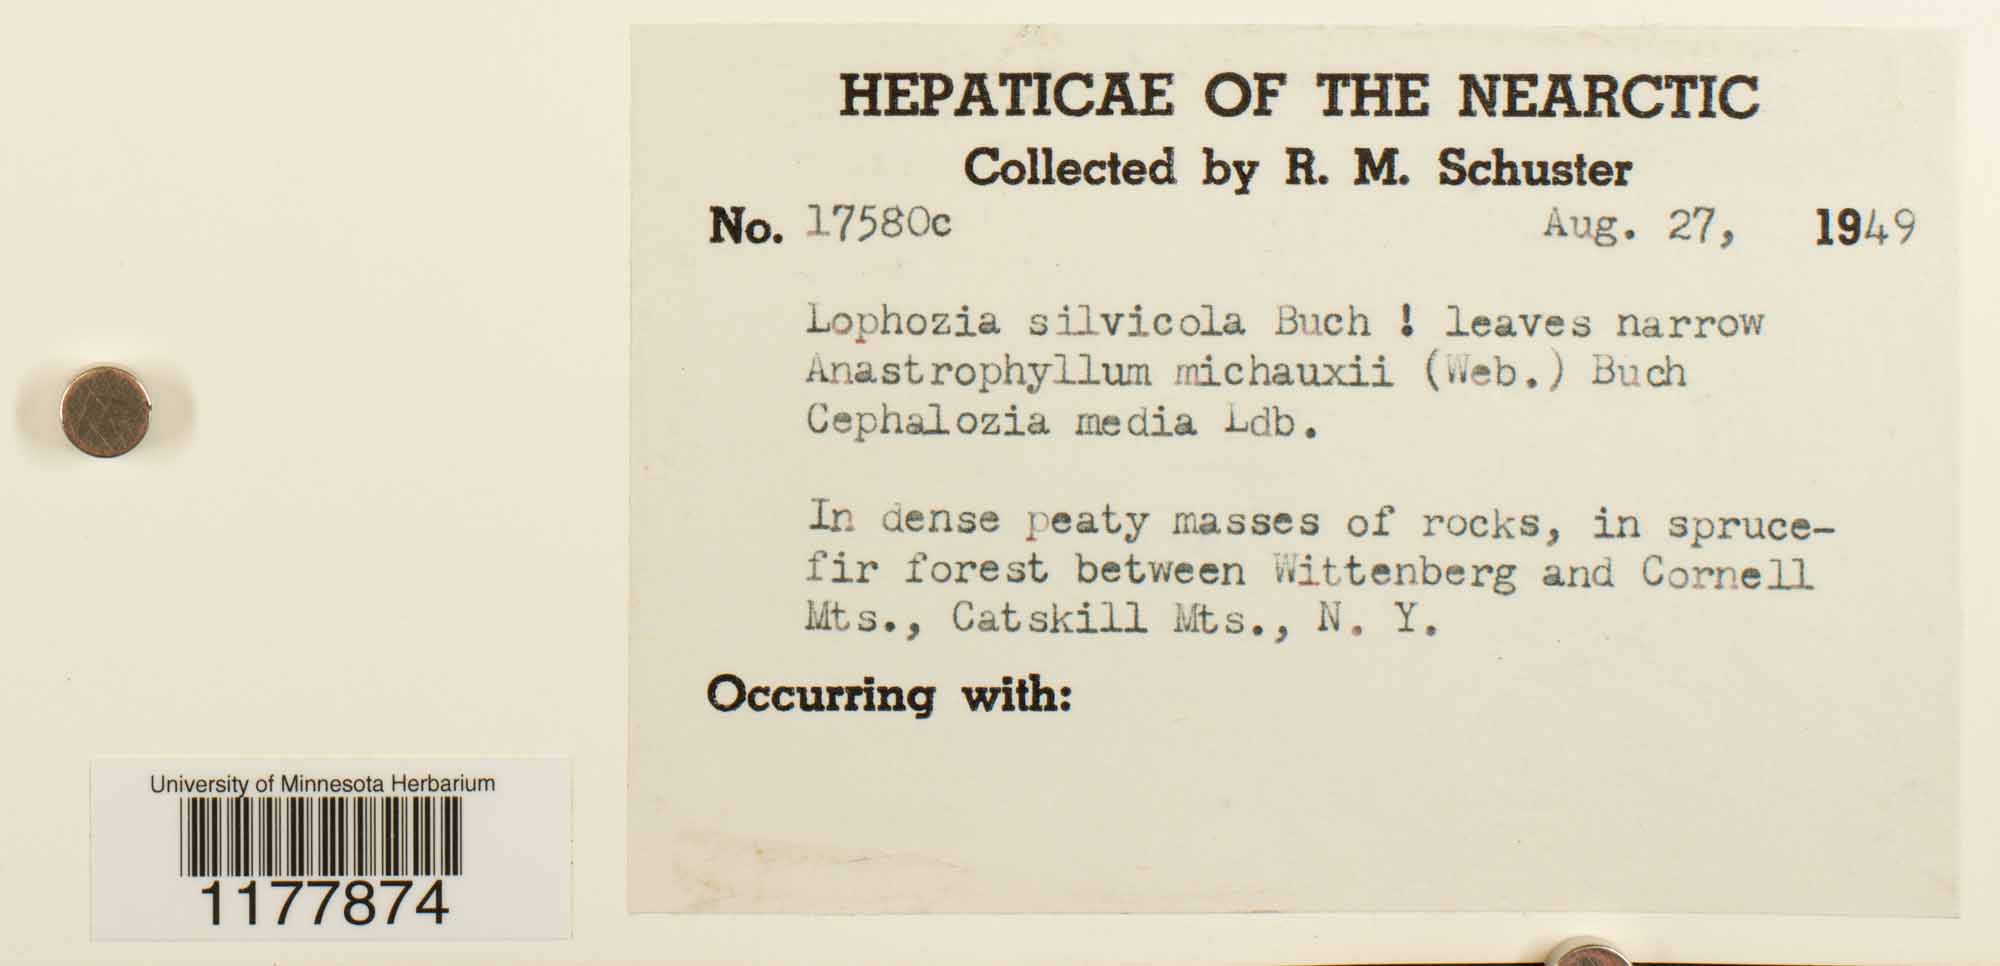 HEPATICAE OF THE NEARCTIC
Collected by R. M. Schuster
No. 17580c Aug. 27, 1949
Lophozia silvicola Buch ! leaves narrow
Anastrophyllum michauxii (Web.) Buch
Cephalozia media Ldb.
In dense peaty masses of rocks, in spruce-
fir forest between Wittenberg and Cornell
Mts., Catskill Mts., N. Y.
Occurring with:
University of Minnesota Herbarium
1177874